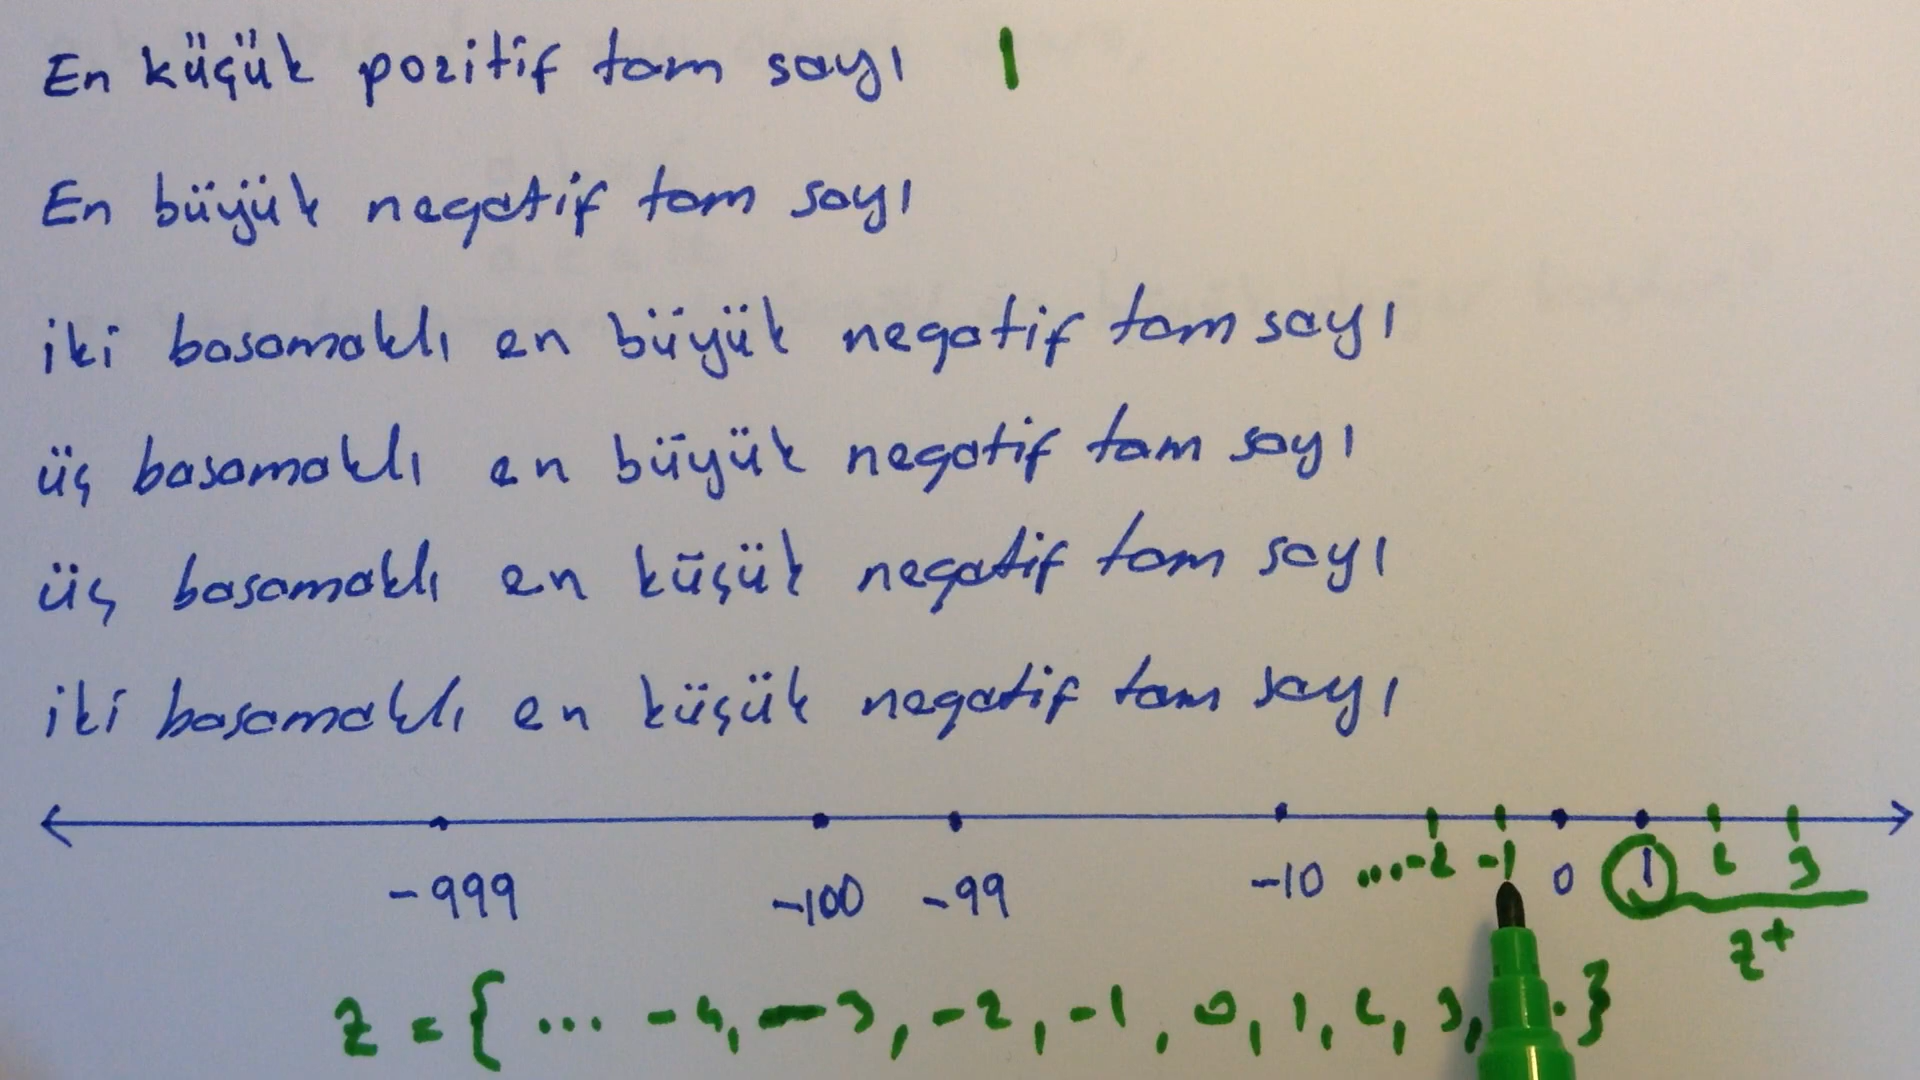 En küçük pozitif tam sayı 1
En büyük negatif tam sayı
iki basamaklı en büyük negatif tam sayı
üç basamaklı en büyük negatif tam sayı
üç basamaklı en küçük negatif tam sayı
iki basamaklı en küçük negatif tam sayı
-999 -100 -99 -10 ...-2 -1 0 1 2 3
Z+
Z = { ... -4, -3, -2, -1, 0, 1, 2, 3, . }